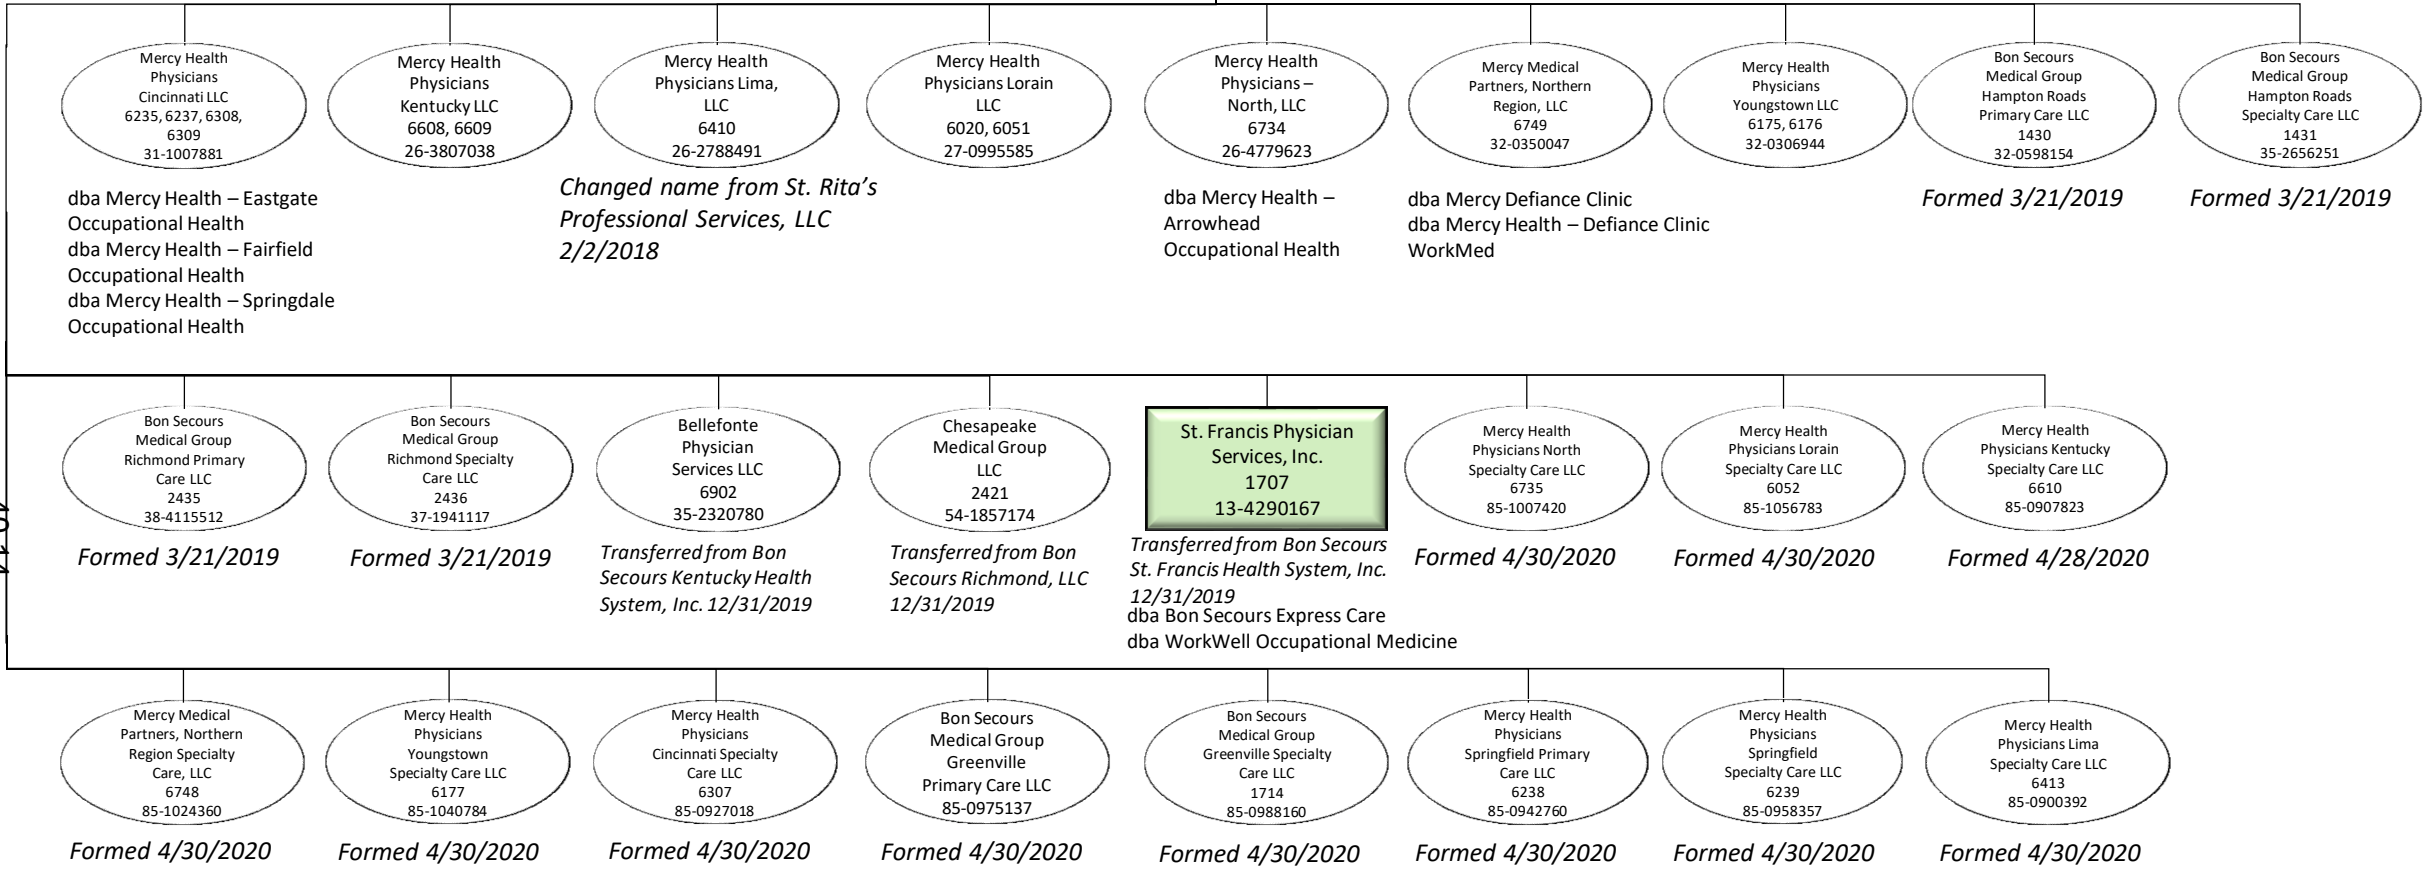 Mercy Health
Physicians
Cincinnati LLC
6235, 6237, 6308,
6309
31-1007881
Mercy Health
Physicians
Kentucky LLC
6608, 6609
26-3807038
Mercy Health
Physicians Lima,
LLC
6410
26-2788491
Mercy Health
Physicians Lorain
LLC
6020, 6051
27-0995585
Mercy Health
Physicians –
North, LLC
6734
26-4779623
Mercy Medical
Partners, Northern
Region, LLC
6749
32-0350047
Mercy Health
Physicians
Youngstown LLC
6175, 6176
32-0306944
Bon Secours
Medical Group
Hampton Roads
Primary Care LLC
1430
32-0598154
Bon Secours
Medical Group
Hampton Roads
Specialty Care LLC
1431
35-2656251
dba Mercy Health – Eastgate
Occupational Health
dba Mercy Health – Fairfield
Occupational Health
dba Mercy Health – Springdale
Occupational Health
Changed name from St. Rita’s
Professional Services, LLC
2/2/2018
dba Mercy Health –
Arrowhead
Occupational Health
dba Mercy Defiance Clinic
dba Mercy Health – Defiance Clinic
WorkMed
Formed 3/21/2019
Formed 3/21/2019
Bon Secours
Medical Group
Richmond Primary
Care LLC
2435
38-4115512
Bon Secours
Medical Group
Richmond Specialty
Care LLC
2436
37-1941117
Bellefonte
Physician
Services LLC
6902
35-2320780
Chesapeake
Medical Group
LLC
2421
54-1857174
St. Francis Physician
Services, Inc.
1707
13-4290167
Mercy Health
Physicians North
Specialty Care LLC
6735
85-1007420
Mercy Health
Physicians Lorain
Specialty Care LLC
6052
85-1056783
Mercy Health
Physicians Kentucky
Specialty Care LLC
6610
85-0907823
Formed 3/21/2019
Formed 3/21/2019
Transferred from Bon
Secours Kentucky Health
System, Inc. 12/31/2019
Transferred from Bon
Secours Richmond, LLC
12/31/2019
Transferred from Bon Secours
St. Francis Health System, Inc.
12/31/2019
dba Bon Secours Express Care
dba WorkWell Occupational Medicine
Formed 4/30/2020
Formed 4/30/2020
Formed 4/28/2020
Mercy Medical
Partners, Northern
Region Specialty
Care, LLC
6748
85-1024360
Mercy Health
Physicians
Youngstown
Specialty Care LLC
6177
85-1040784
Mercy Health
Physicians
Cincinnati Specialty
Care LLC
6307
85-0927018
Bon Secours
Medical Group
Greenville
Primary Care LLC
85-0975137
Bon Secours
Medical Group
Greenville Specialty
Care LLC
1714
85-0988160
Mercy Health
Physicians
Springfield Primary
Care LLC
6238
85-0942760
Mercy Health
Physicians
Springfield
Specialty Care LLC
6239
85-0958357
Mercy Health
Physicians Lima
Specialty Care LLC
6413
85-0900392
Formed 4/30/2020
Formed 4/30/2020
Formed 4/30/2020
Formed 4/30/2020
Formed 4/30/2020
Formed 4/30/2020
Formed 4/30/2020
Formed 4/30/2020